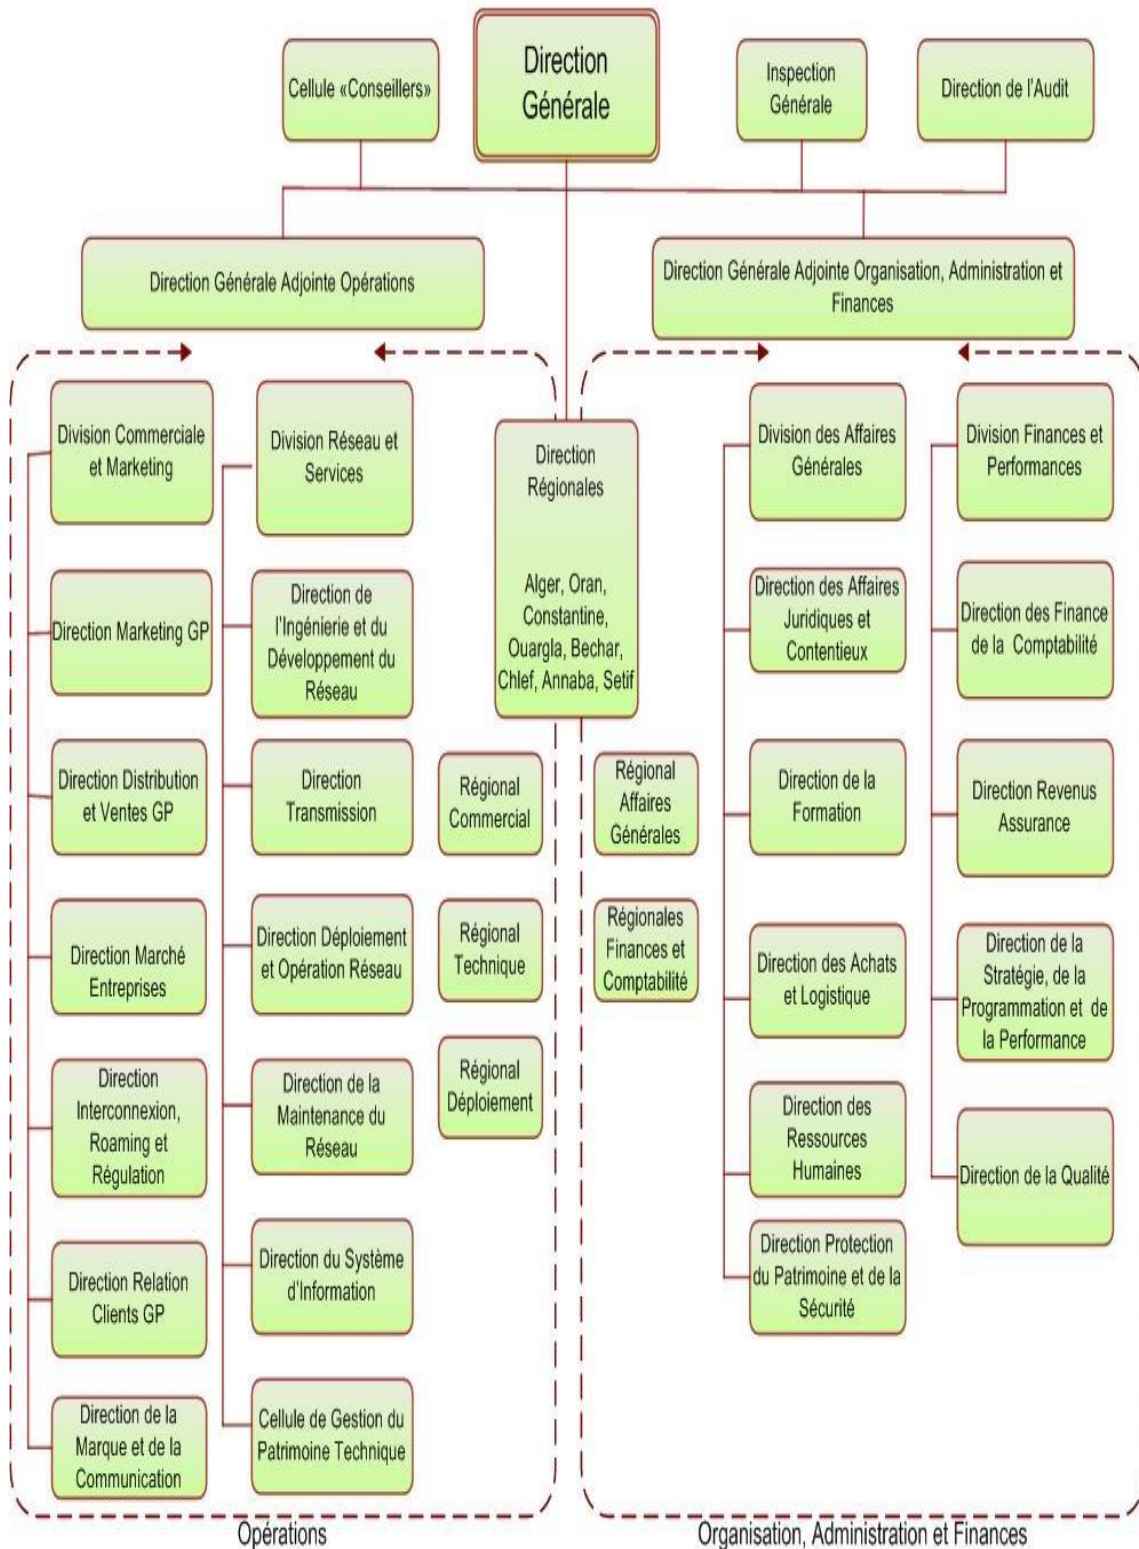 Direction
Générale
Cellule «Conseillers»
Inspection
Générale
Direction de l'Audit
Direction Générale Adjointe Opérations
Direction Générale Adjointe Organisation, Administration et
Finances
Division Commerciale
et Marketing
Direction Marketing GP
Direction Distribution
et Ventes GP
Direction Marché
Entreprises
Direction
Interconnexion,
Roaming et
Régulation
Direction Relation
Clients GP
Direction de la
Marque et de la
Communication
Division Réseau et
Services
Direction de
l'Ingénierie et du
Développement du
Réseau
Direction
Transmission
Direction Déploiement
et Opération Réseau
Direction de la
Maintenance du
Réseau
Direction du Système
d'Information
Cellule de Gestion du
Patrimoine Technique
Direction
Régionales
Alger, Oran,
Constantine,
Ouargla, Bechar,
Chlef, Annaba, Setif
Régional
Commercial
Régional
Technique
Régional
Déploiement
Régional
Affaires
Générales
Régionales
Finances et
Comptabilité
Division des Affaires
Générales
Direction des Affaires
Juridiques et
Contentieux
Direction de la
Formation
Direction des Achats
et Logistique
Direction des
Ressources
Humaines
Direction Protection
du Patrimoine et de la
Sécurité
Division Finances et
Performances
Direction des Finance
de la Comptabilité
Direction Revenus
Assurance
Direction de la
Stratégie, de la
Programmation et de
la Performance
Direction de la Qualité
Opérations
Organisation, Administration et Finances